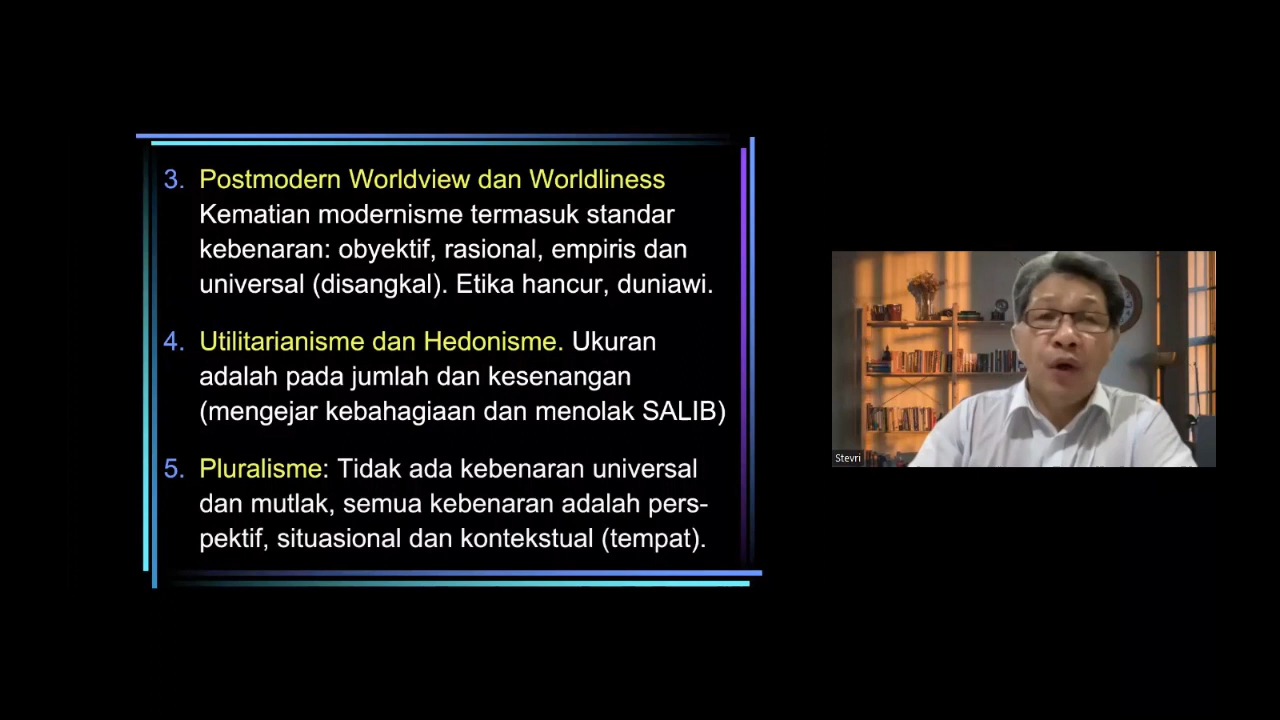 3. Postmodern Worldview dan Worldliness
Kematian modernisme termasuk standar
kebenaran: obyektif, rasional, empiris dan
universal (disangkal). Etika hancur, duniawi.
4. Utilitarianisme dan Hedonisme. Ukuran
adalah pada jumlah dan kesenangan
(mengejar kebahagiaan dan menolak SALIB)
5. Pluralisme: Tidak ada kebenaran universal
dan mutlak, semua kebenaran adalah pers-
pektif, situasional dan kontekstual (tempat).
Stevri